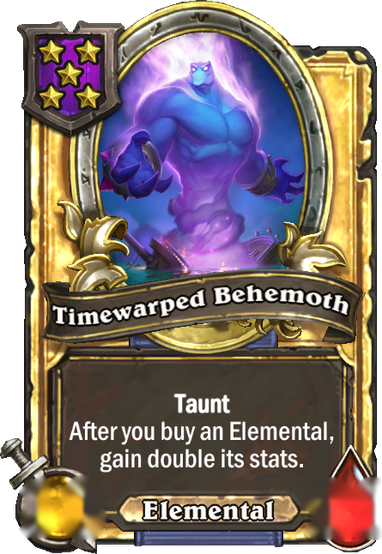 Timewarped Behemoth
Taunt
After you buy an Elemental,
gain double its stats.
Elemental